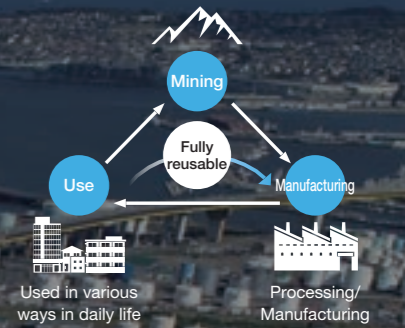 Mining
Fully
reusable
Use
Manufacturing
Used in various
ways in daily life
Processing/
Manufacturing